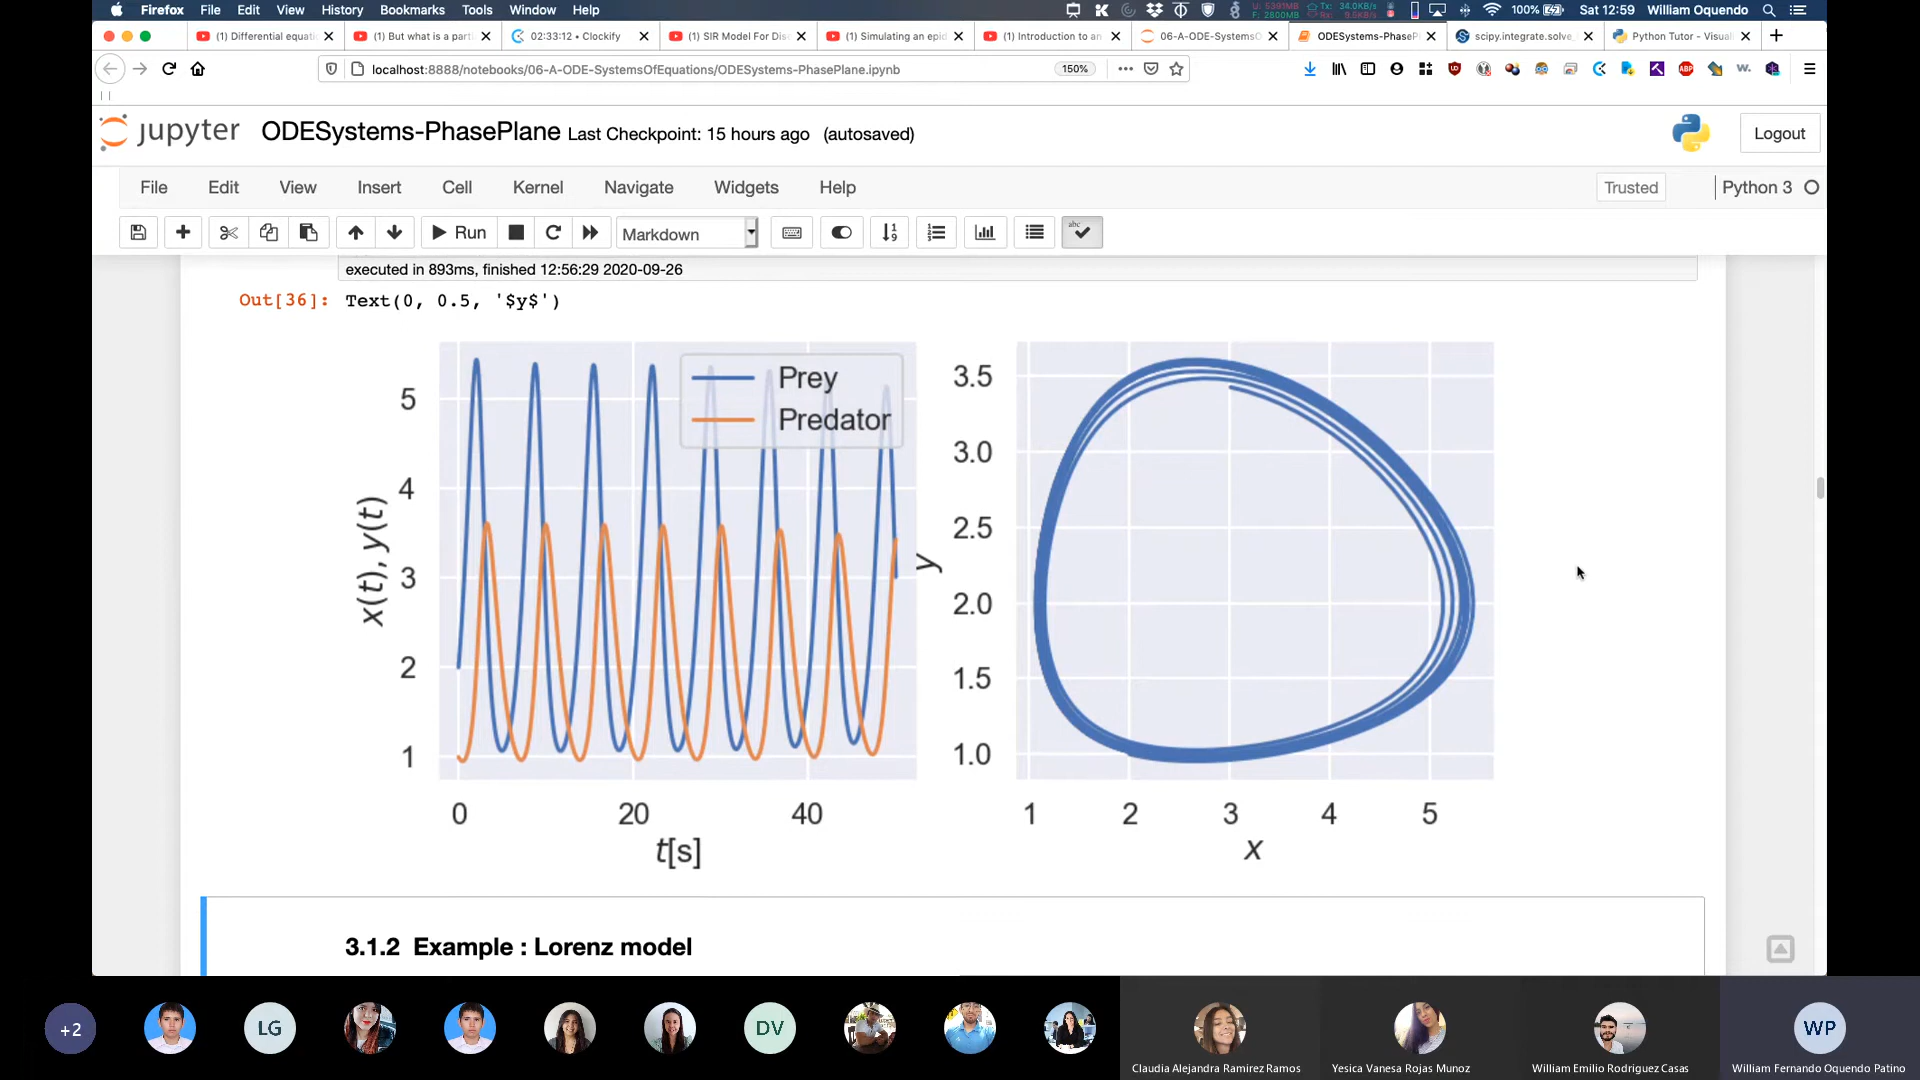 Firefox File Edit View History Bookmarks Tools Window Help 100% Sat 12:59 William Oquendo
(1) Differential equatio (1) But what is a parti 02:33:12 • Clockify (1) SIR Model For Dis (1) Simulating an epid (1) Introduction to an 06-A-ODE-SystemsO ODESystems-PhaseP scipy.integrate.solve_ Python Tutor - Visuali
localhost:8888/notebooks/06-A-ODE-SystemsOfEquations/ODESystems-PhasePlane.ipynb 150%
jupyter ODESystems-PhasePlane Last Checkpoint: 15 hours ago (autosaved) Logout
File Edit View Insert Cell Kernel Navigate Widgets Help Trusted Python 3
Run Markdown
executed in 893ms, finished 12:56:29 2020-09-26
Out[36]: Text(0, 0.5, '$y$')
Prey
Predator
x(t), y(t)
5
4
3
2
1
0 20 40
t[s]
y
3.5
3.0
2.5
2.0
1.5
1.0
1 2 3 4 5
x
3.1.2 Example : Lorenz model
+2 LG DV WP
Claudia Alejandra Ramirez Ramos Yesica Vanesa Rojas Munoz William Emilio Rodriguez Casas William Fernando Oquendo Patino